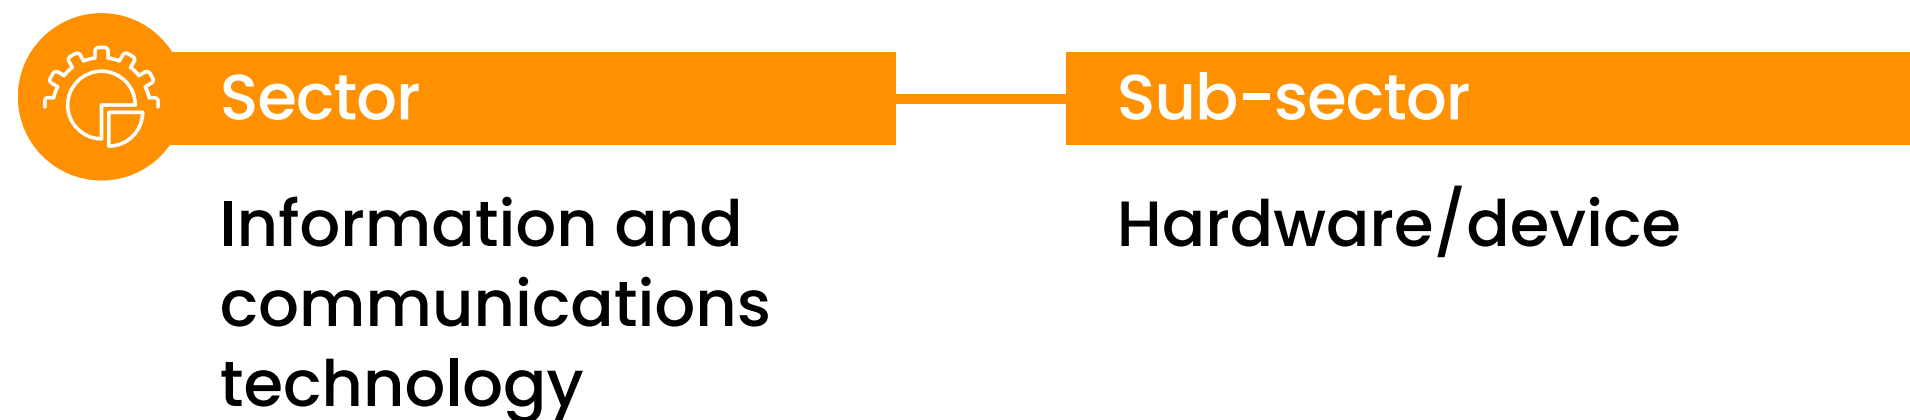 Sector
Sub-sector
Information and
communications
technology
Hardware/device